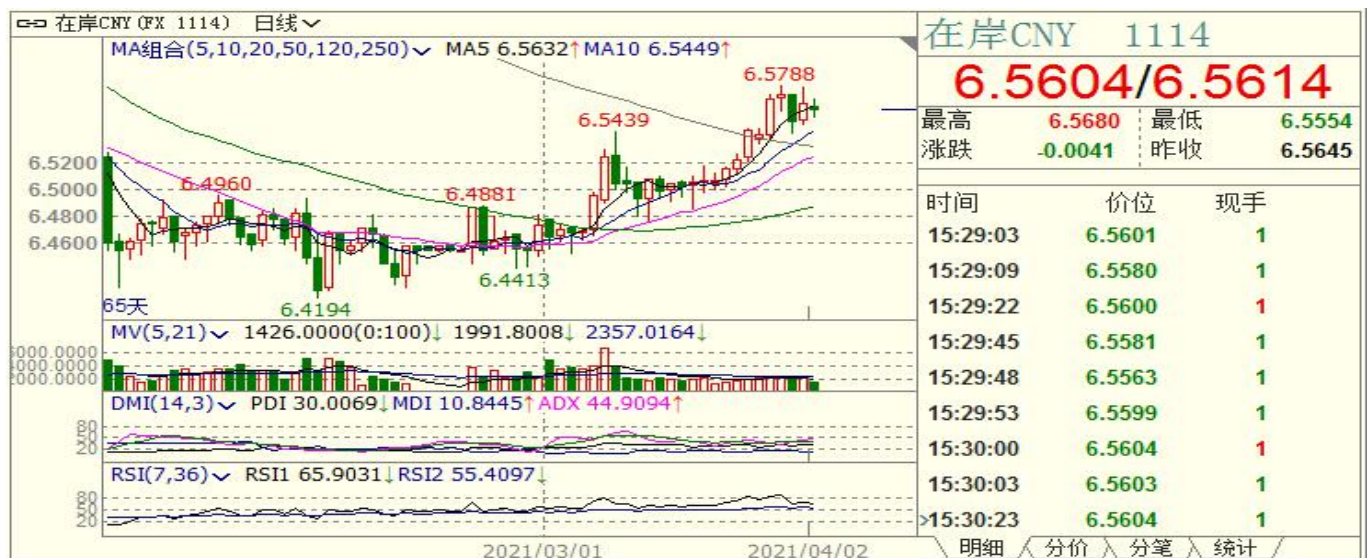 在岸CNY (FX 1114) 日线
MA组合(5,10,20,50,120,250) MA5 6.5632↑ MA10 6.5449↑
6.5788
6.5439
6.5200
6.4960
6.5000
6.4881
6.4800
6.4600
6.4413
6.4194
65天
MV(5,21) 1426.0000(0:100)↓ 1991.8008↓ 2357.0164↓
2000.0000
DMI(14,3) PDI 30.0069↓ MDI 10.8445↑ ADX 44.9094↑
80
50
20
RSI(7,36) RSI1 65.9031↓ RSI2 55.4097↓
80
50
20
2021/03/01 2021/04/02
在岸CNY 1114
6.5604/6.5614
最高 6.5680 最低 6.5554
涨跌 -0.0041 昨收 6.5645
时间 价位 现手
15:29:03 6.5601 1
15:29:09 6.5580 1
15:29:22 6.5600 1
15:29:45 6.5581 1
15:29:48 6.5563 1
15:29:53 6.5599 1
15:30:00 6.5604 1
15:30:03 6.5603 1
>15:30:23 6.5604 1
明细 分价 分笔 统计